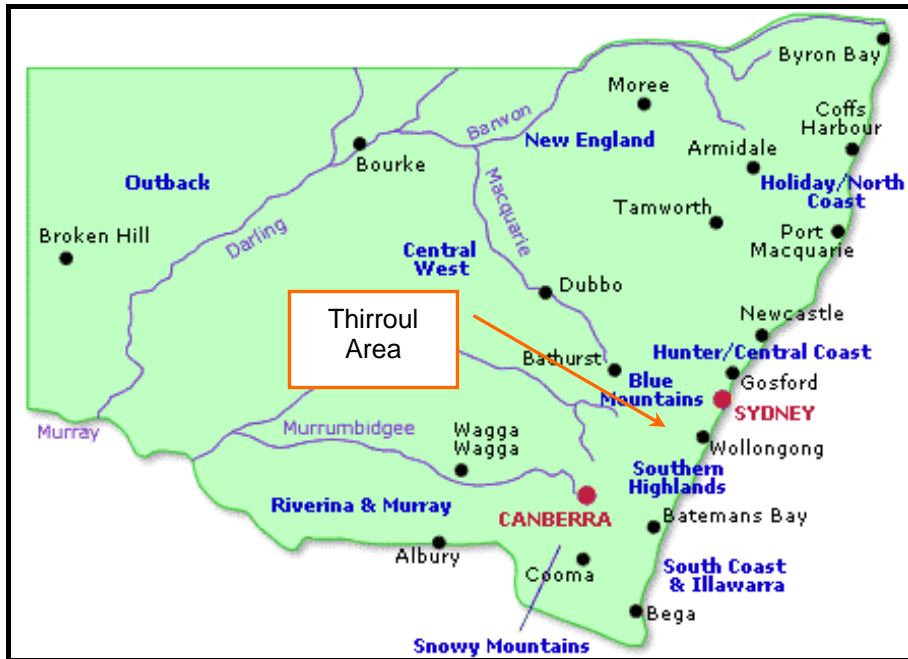 Byron Bay
Moree
Coffs
Harbour
Barwon
New England
Armidale
Bourke
Outback
Holiday/North
Coast
Macquarie
Tamworth
Broken Hill
Darling
Port
Macquarie
Central
West
Dubbo
Thirroul
Area
Newcastle
Bathurst
Hunter/Central Coast
Blue
Mountains
Gosford
SYDNEY
Murray
Murrumbidgee
Wagga
Wagga
Wollongong
Southern
Highlands
Riverina & Murray
CANBERRA
Batemans Bay
Albury
Cooma
South Coast
& Illawarra
Bega
Snowy Mountains